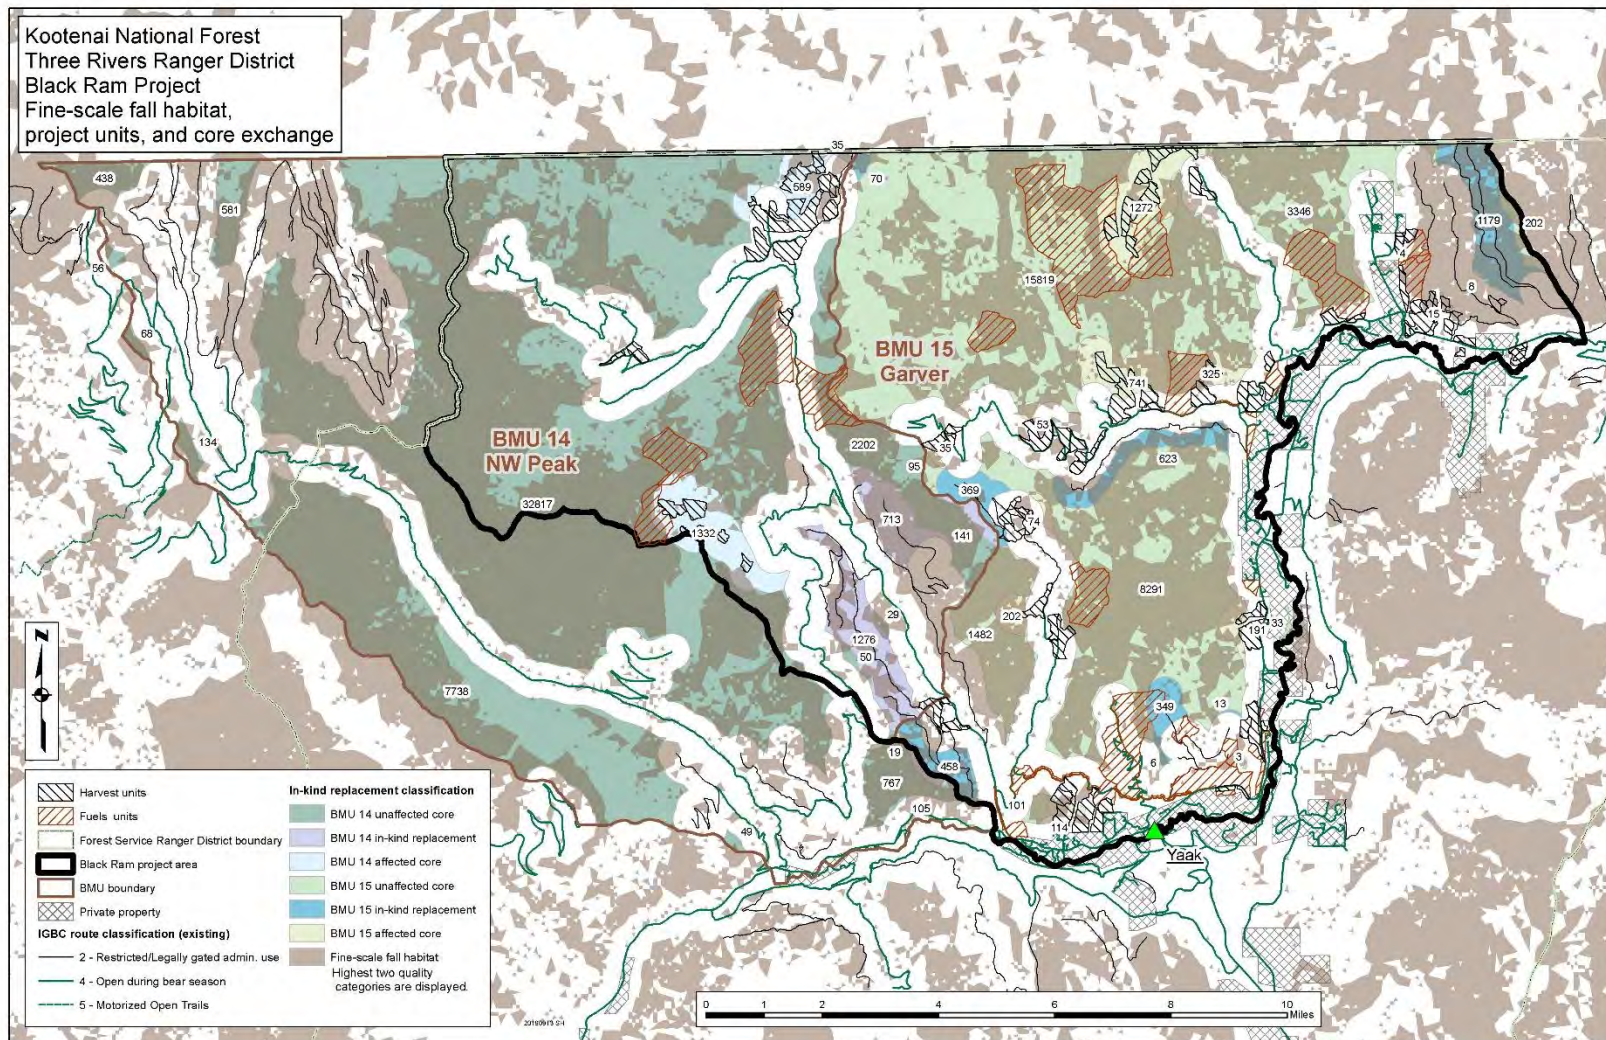 Kootenai National Forest
Three Rivers Ranger District
Black Ram Project
Fine-scale fall habitat,
project units, and core exchange
35
438
589
70
581
1272
3346
1179
202
56
4
15819
8
68
15
BMU 15
Garver
325
741
53
134
BMU 14
NW Peak
2202
35
95
623
369
32817
713
74
1332
141
8291
29
202
33
1482
191
1276
50
7738
349
13
19
6
3
458
767
105
101
114
49
Yaak
N
Harvest units
Fuels units
Forest Service Ranger District boundary
Black Ram project area
BMU boundary
Private property
IGBC route classification (existing)
2 - Restricted/Legally gated admin. use
4 - Open during bear season
5 - Motorized Open Trails
In-kind replacement classification
BMU 14 unaffected core
BMU 14 in-kind replacement
BMU 14 affected core
BMU 15 unaffected core
BMU 15 in-kind replacement
BMU 15 affected core
Fine-scale fall habitat
Highest two quality
categories are displayed.
0 1 2 4 6 8 10
Miles